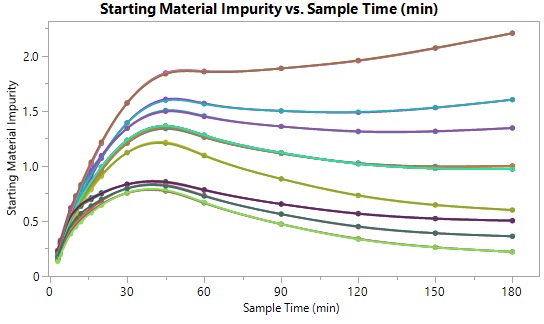 Starting Material Impurity vs. Sample Time (min)
Starting Material Impurity
2.0
1.5
1.0
0.5
0
0 30 60 90 120 150 180
Sample Time (min)